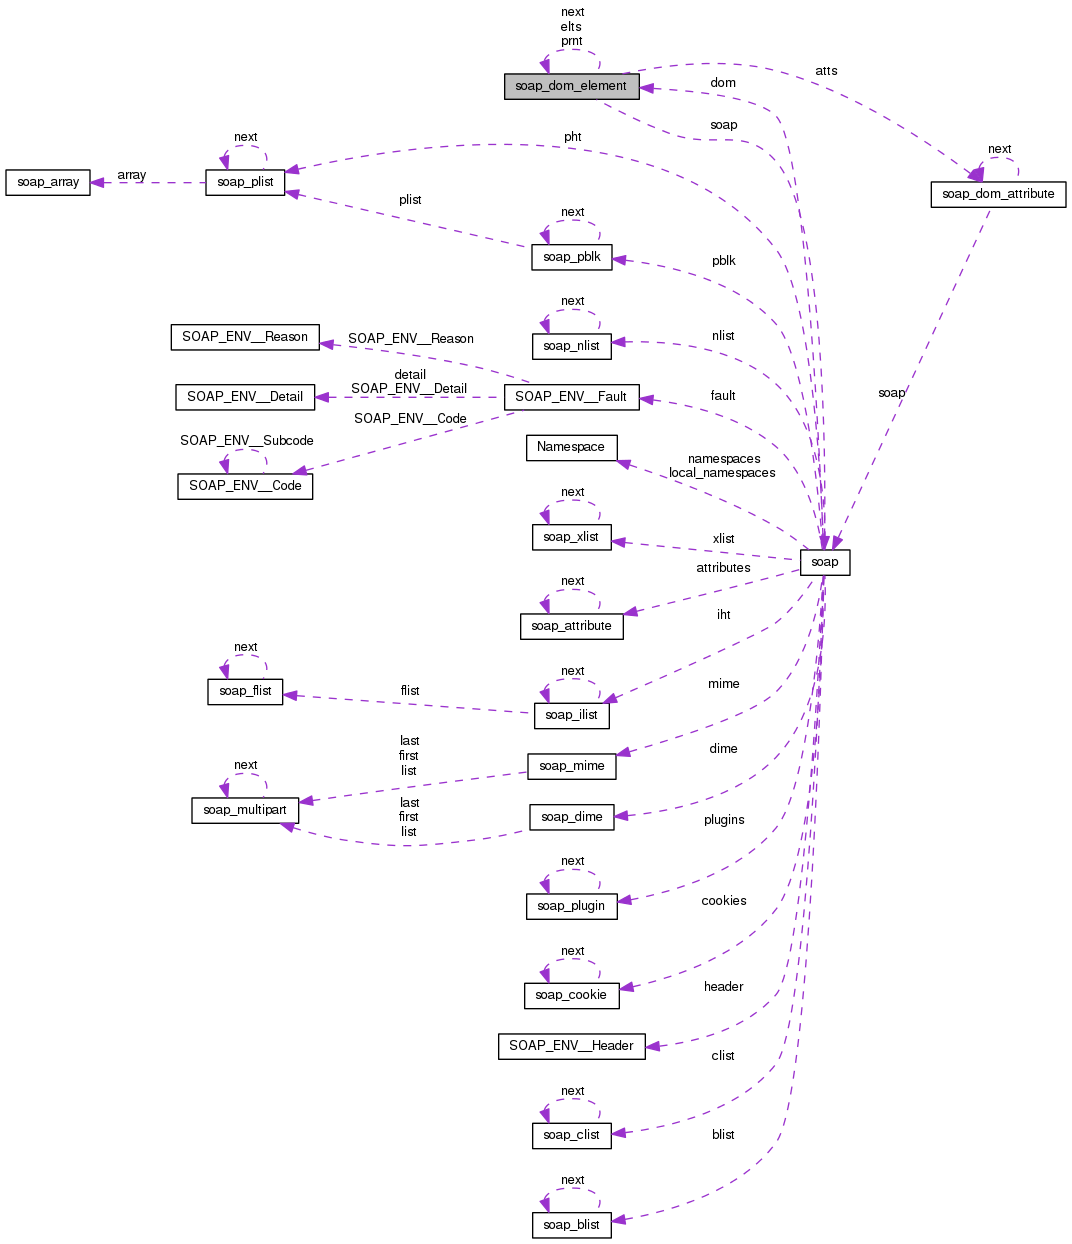 next
elts
prnt
soap_dom_element
atts
dom
soap
next
pht
next
soap_array
array
soap_plist
soap_dom_attribute
plist
next
soap_pblk
pblk
next
nlist
SOAP_ENV__Reason
SOAP_ENV__Reason
soap_nlist
detail
SOAP_ENV__Detail
SOAP_ENV__Detail
SOAP_ENV__Fault
fault
soap
SOAP_ENV__Code
SOAP_ENV__Subcode
Namespace
namespaces
local_namespaces
SOAP_ENV__Code
next
soap_xlist
xlist
soap
attributes
next
soap_attribute
iht
next
next
soap_flist
flist
soap_ilist
mime
last
first
list
dime
next
soap_mime
soap_multipart
last
first
list
soap_dime
plugins
next
soap_plugin
cookies
next
soap_cookie
header
SOAP_ENV__Header
clist
next
soap_clist
blist
next
soap_blist